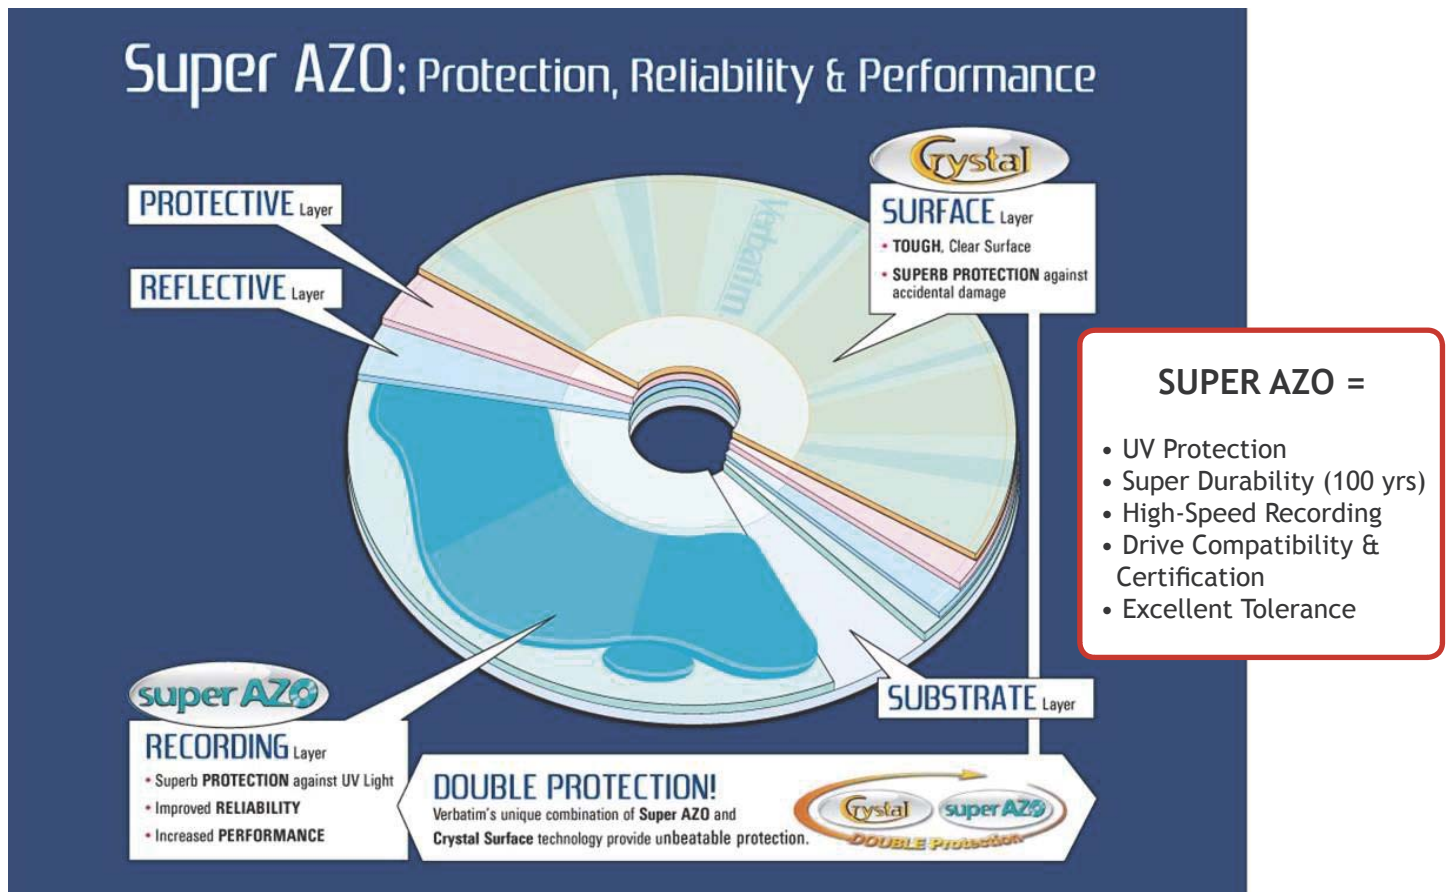 Super AZO: Protection, Reliability & Performance
PROTECTIVE Layer
REFLECTIVE Layer
Verbatim
Crystal
SURFACE Layer
• TOUGH, Clear Surface
• SUPERB PROTECTION against
accidental damage
SUPER AZO =
• UV Protection
• Super Durability (100 yrs)
• High-Speed Recording
• Drive Compatibility &
Certification
• Excellent Tolerance
super AZO
RECORDING Layer
• Superb PROTECTION against UV Light
• Improved RELIABILITY
• Increased PERFORMANCE
SUBSTRATE Layer
DOUBLE PROTECTION!
Verbatim's unique combination of Super AZO and
Crystal Surface technology provide unbeatable protection.
Crystal
super AZO
DOUBLE Protection